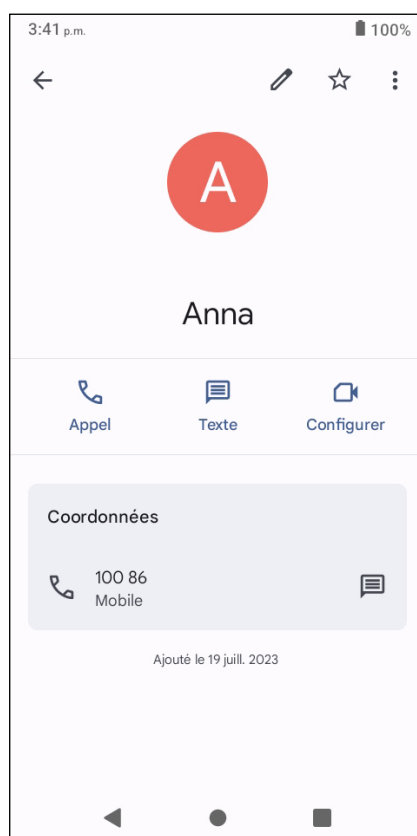 3:41 p.m. 100%
A
Anna
Appel Texte Configurer
Coordonnées
100 86
Mobile
Ajouté le 19 juill. 2023